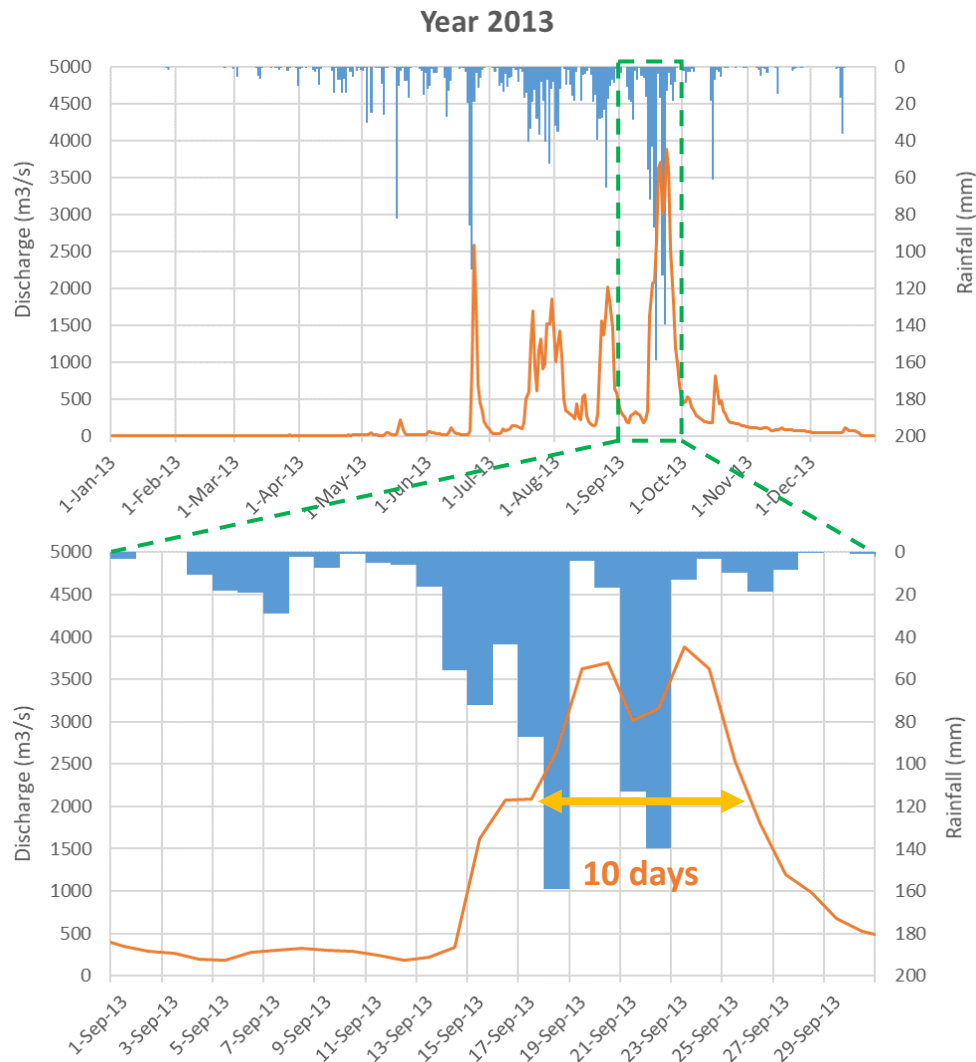 Year 2013
5000
4500
4000
3500
3000
2500
2000
1500
1000
500
0
Discharge (m3/s)
0
20
40
60
80
100
120
140
160
180
200
Rainfall (mm)
1-Jan-13
1-Feb-13
1-Mar-13
1-Apr-13
1-May-13
1-Jun-13
1-Jul-13
1-Aug-13
1-Sep-13
1-Oct-13
1-Nov-13
1-Dec-13
5000
4500
4000
3500
3000
2500
2000
1500
1000
500
0
Discharge (m3/s)
10 days
0
20
40
60
80
100
120
140
160
180
200
Rainfall (mm)
1-Sep-13
3-Sep-13
5-Sep-13
7-Sep-13
9-Sep-13
11-Sep-13
13-Sep-13
15-Sep-13
17-Sep-13
19-Sep-13
21-Sep-13
23-Sep-13
25-Sep-13
27-Sep-13
29-Sep-13